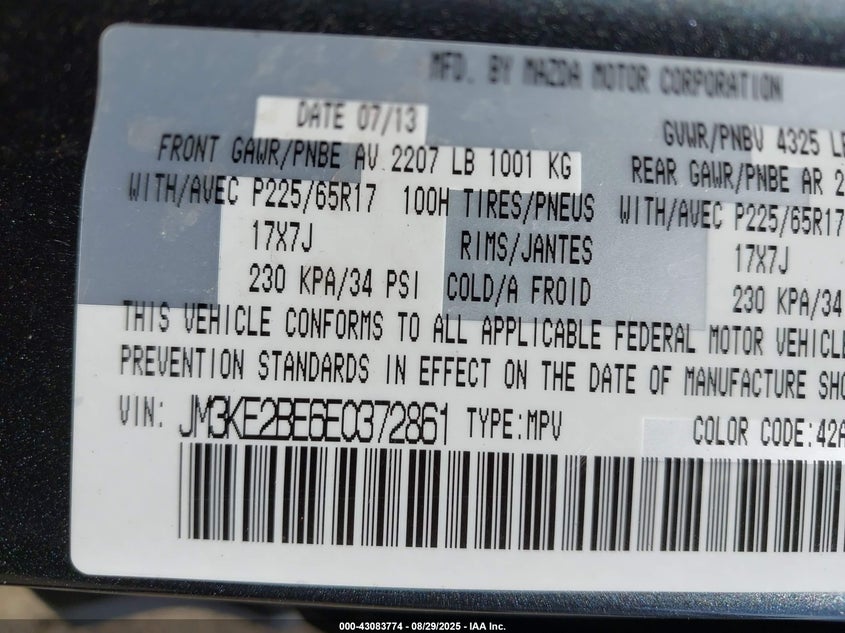 MFD. BY MAZDA MOTOR CORPORATION
DATE 07/13 GVWR/PNBV 4325 L
FRONT GAWR/PNBE AV 2207 LB 1001 KG REAR GAWR/PNBE AR 2
WITH/AVEC P225/65R17 100H TIRES/PNEUS WITH/AVEC P225/65R17
17X7J RIMS/JANTES 17X7J
230 KPA/34 PSI COLD/A FROID 230 KPA/34
THIS VEHICLE CONFORMS TO ALL APPLICABLE FEDERAL MOTOR VEHICLE
PREVENTION STANDARDS IN EFFECT ON THE DATE OF MANUFACTURE SHO
VIN: JM3KE2BE6E0372861 TYPE:MPV COLOR CODE:42A
000-43083774 - 08/29/2025 - IAA Inc.